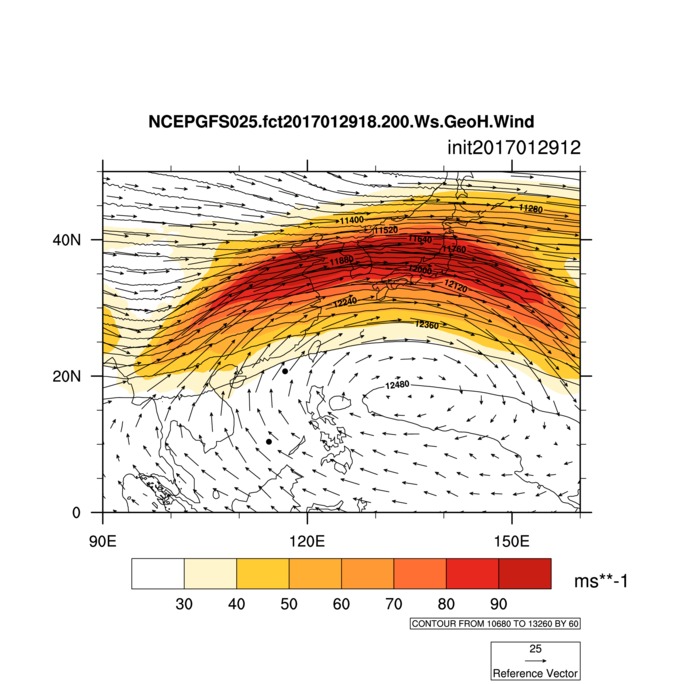 NCEPGFS025.fct2017012918.200.Ws.GeoH.Wind
init2017012912
11280
11400
11520
11640
11760
11880
12000
12120
12240
12360
12480
40N
20N
0
90E 120E 150E
ms**-1
30 40 50 60 70 80 90
CONTOUR FROM 10680 TO 13260 BY 60
25
Reference Vector